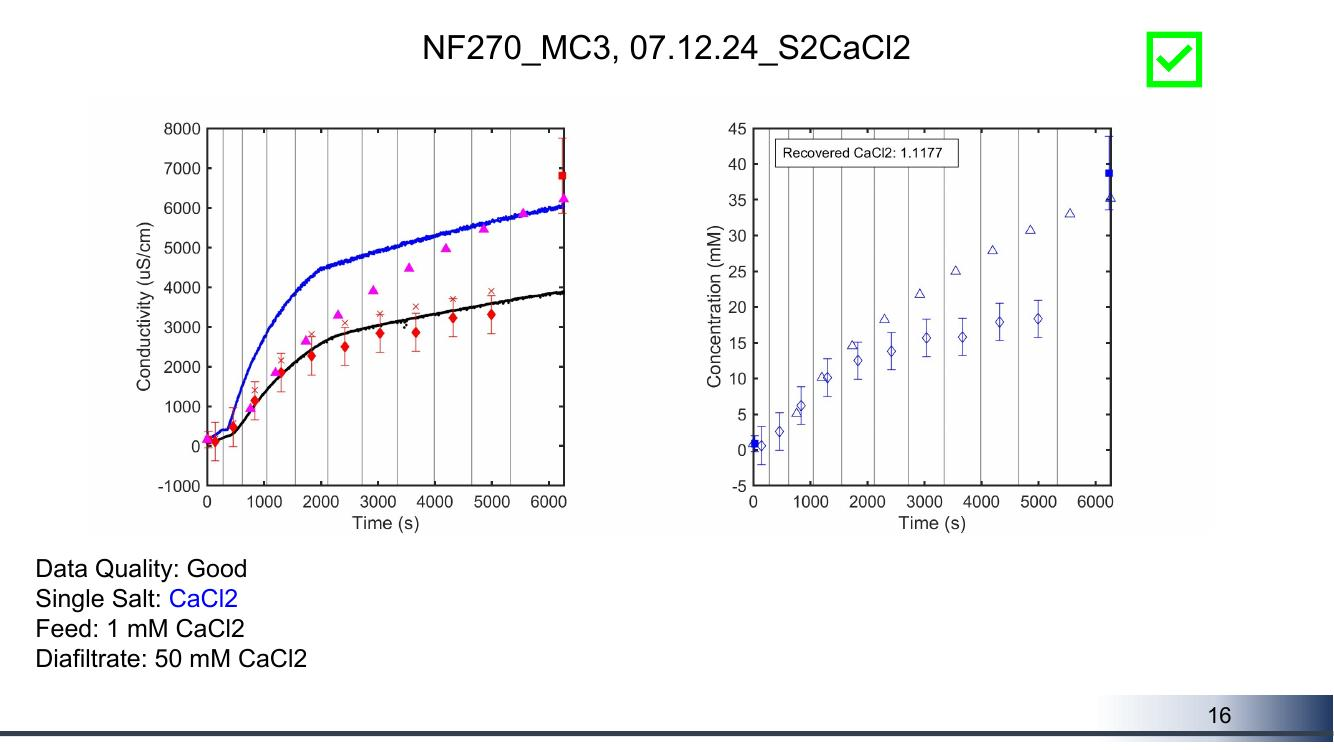 NF270_MC3, 07.12.24_S2CaCl2
8000
7000
6000
5000
4000
3000
2000
1000
0
-1000
Conductivity (uS/cm)
0 1000 2000 3000 4000 5000 6000
Time (s)
Recovered CaCl2: 1.1177
45
40
35
30
25
20
15
10
5
0
-5
Concentration (mM)
0 1000 2000 3000 4000 5000 6000
Time (s)
Data Quality: Good
Single Salt: CaCl2
Feed: 1 mM CaCl2
Diafiltrate: 50 mM CaCl2
16